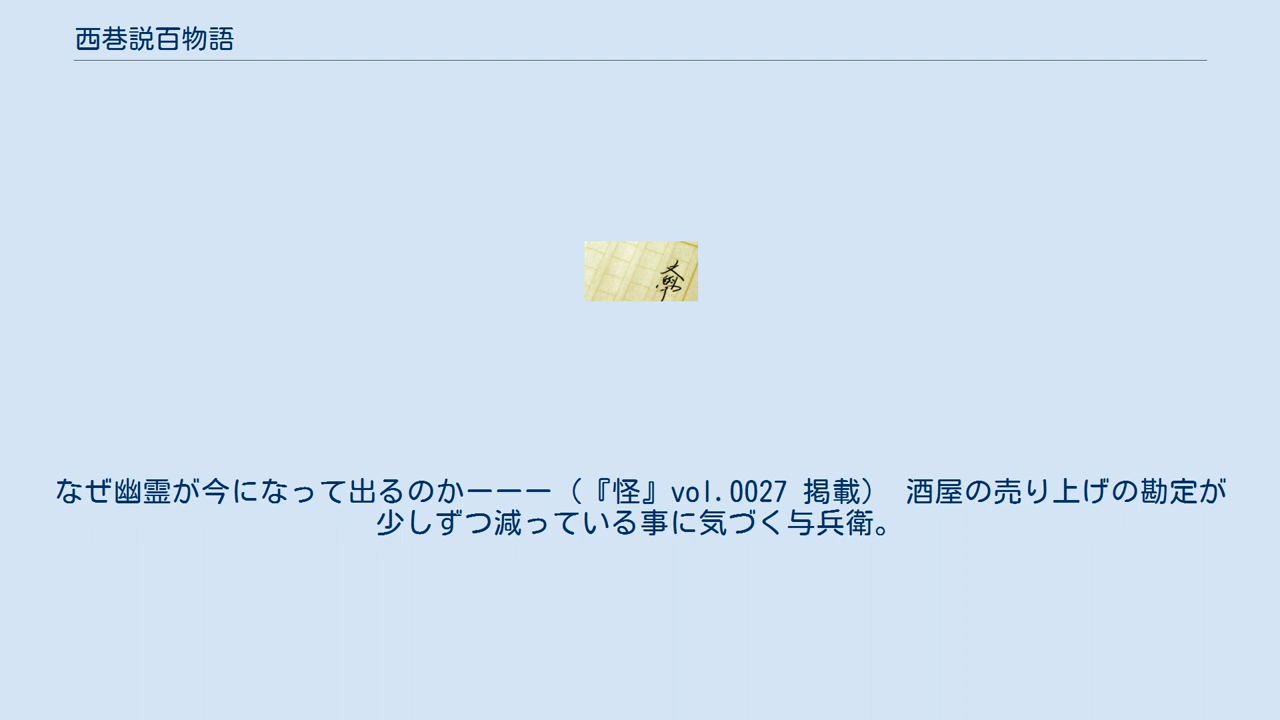 西巷説百物語
なぜ幽霊が今になって出るのかーーー（『怪』vol.0027 掲載） 酒屋の売り上げの勘定が
少しずつ減っている事に気づく与兵衛。